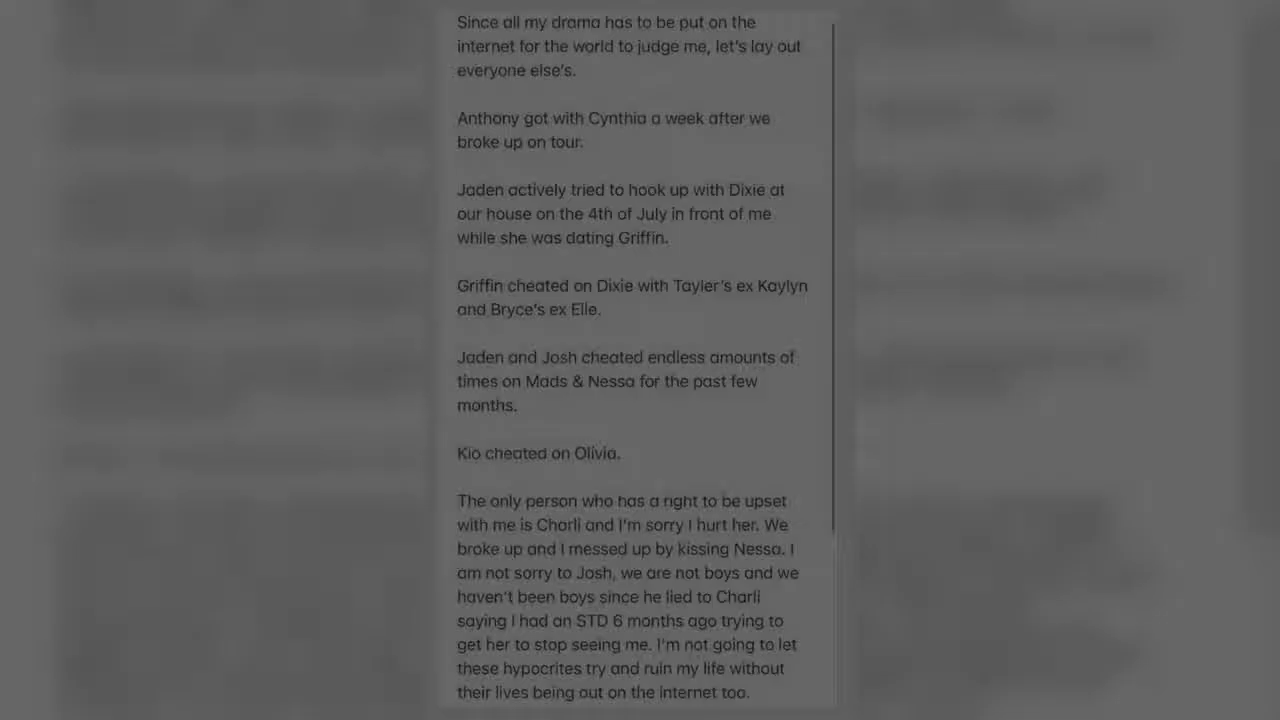 Since all my drama has to be put on the
internet for the world to judge me, let's lay out
everyone else's.
Anthony got with Cynthia a week after we
broke up on tour.
Jaden actively tried to hook up with Dixie at
our house on the 4th of July in front of me
while she was dating Griffin.
Griffin cheated on Dixie with Tayler's ex Kaylyn
and Bryce's ex Elle.
Jaden and Josh cheated endless amounts of
times on Mads & Nessa for the past few
months.
Kio cheated on Olivia.
The only person who has a right to be upset
with me is Charli and I'm sorry I hurt her. We
broke up and I messed up by kissing Nessa. I
am not sorry to Josh, we are not boys and we
haven't been boys since he lied to Charli
saying I had an STD 6 months ago trying to
get her to stop seeing me. I'm not going to let
these hypocrites try and ruin my life without
their lives being out on the internet too.